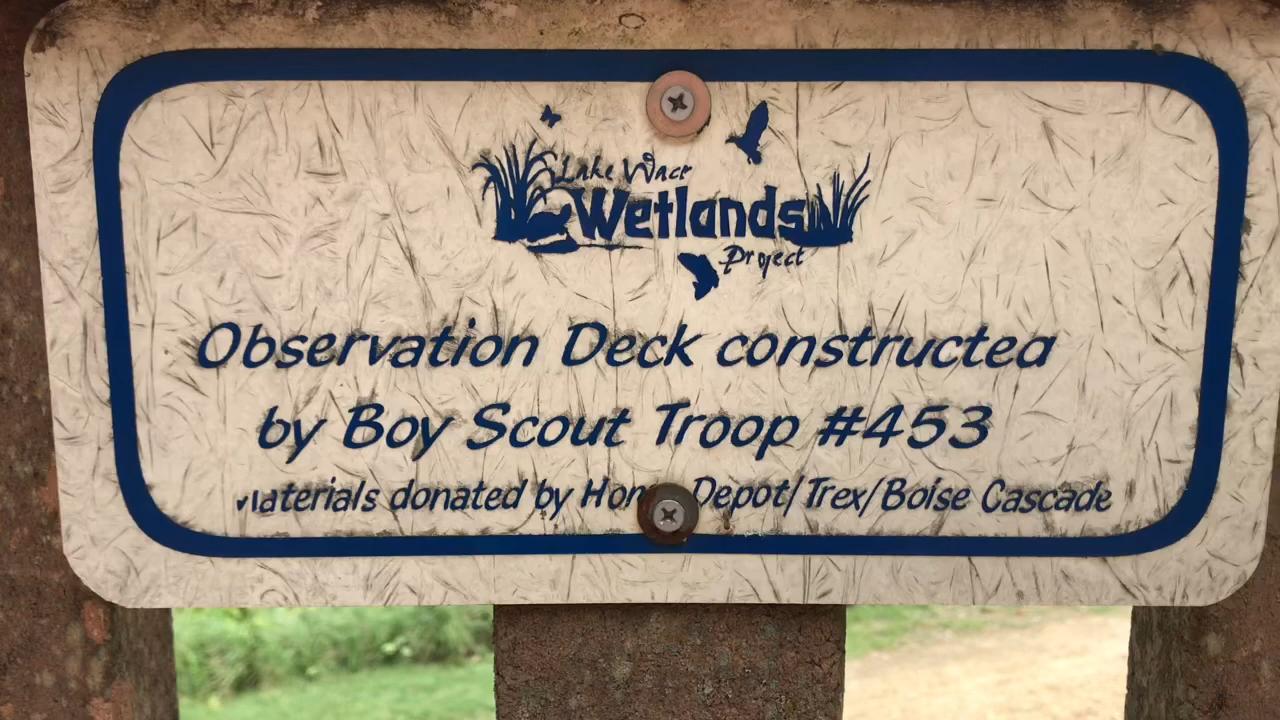 Lake Waco
Wetlands
Project
Observation Deck constructed
by Boy Scout Troop #453
Materials donated by Home Depot/Trex/Boise Cascade